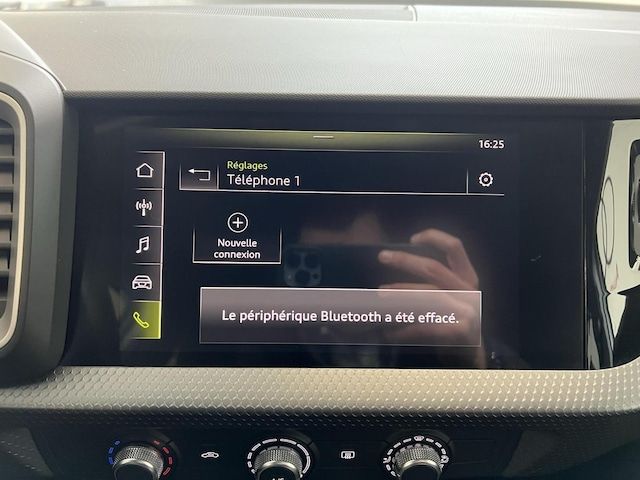 16:25
Réglages
Téléphone 1
Nouvelle
connexion
Le périphérique Bluetooth a été effacé.